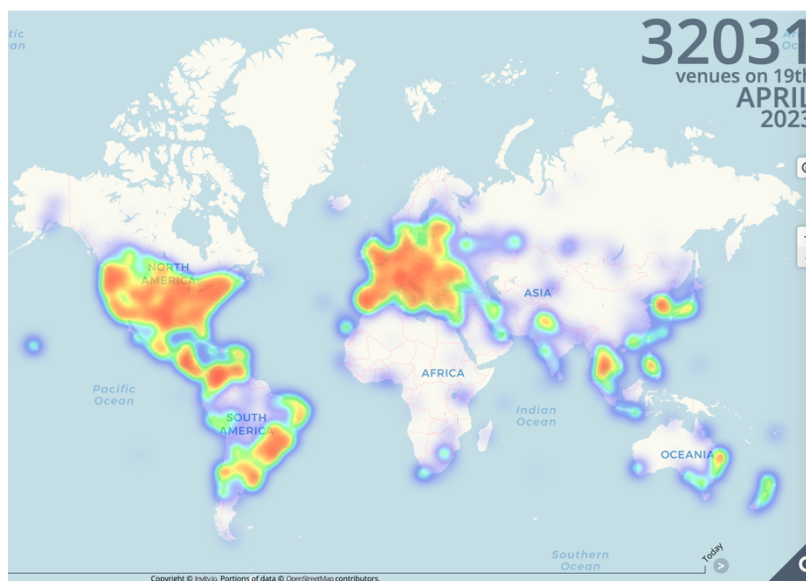 32031
venues on 19th
APRIL
2023
NORTH
AMERICA
ASIA
AFRICA
Pacific
Ocean
SOUTH
AMERICA
Indian
Ocean
OCEANIA
Southern
Ocean
Today
Copyright © Invity.io. Portions of data © OpenStreetMap contributors.